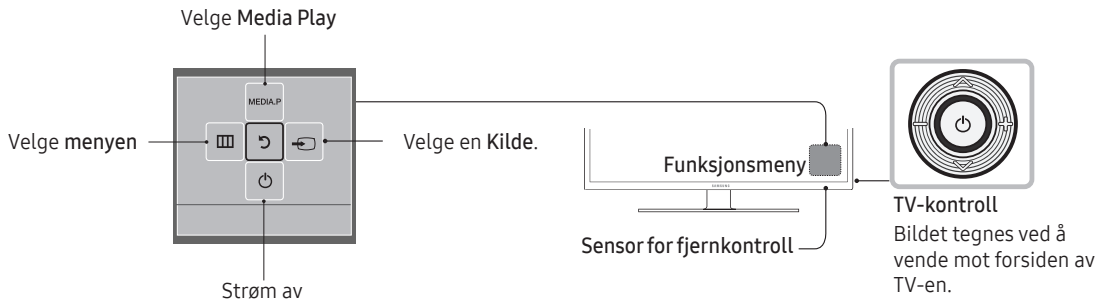 Velge Media Play
MEDIA.P
Velge menyen
Velge en Kilde.
Strøm av
Funksjonsmeny
SAMSUNG
Sensor for fjernkontroll
TV-kontroll
Bildet tegnes ved å
vende mot forsiden av
TV-en.